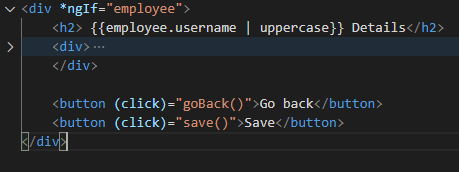 <div *ngIf="employee">
<h2> {{employee.username | uppercase}} Details</h2>
<div>…
</div>
<button (click)="goBack()">Go back</button>
<button (click)="save()">Save</button>
</div>